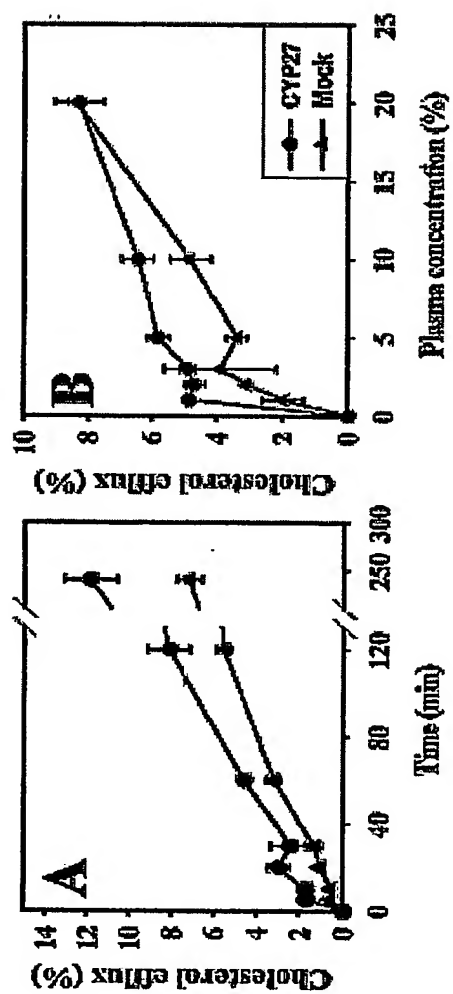 A
Cholesterol efflux (%)
14
12
10
8
6
4
2
0
0 40 80 120 250 300
Time (min)
B
Cholesterol efflux (%)
10
8
6
4
2
0
CYP27
Mock
0 5 10 15 20 25
Plasma concentration (%)